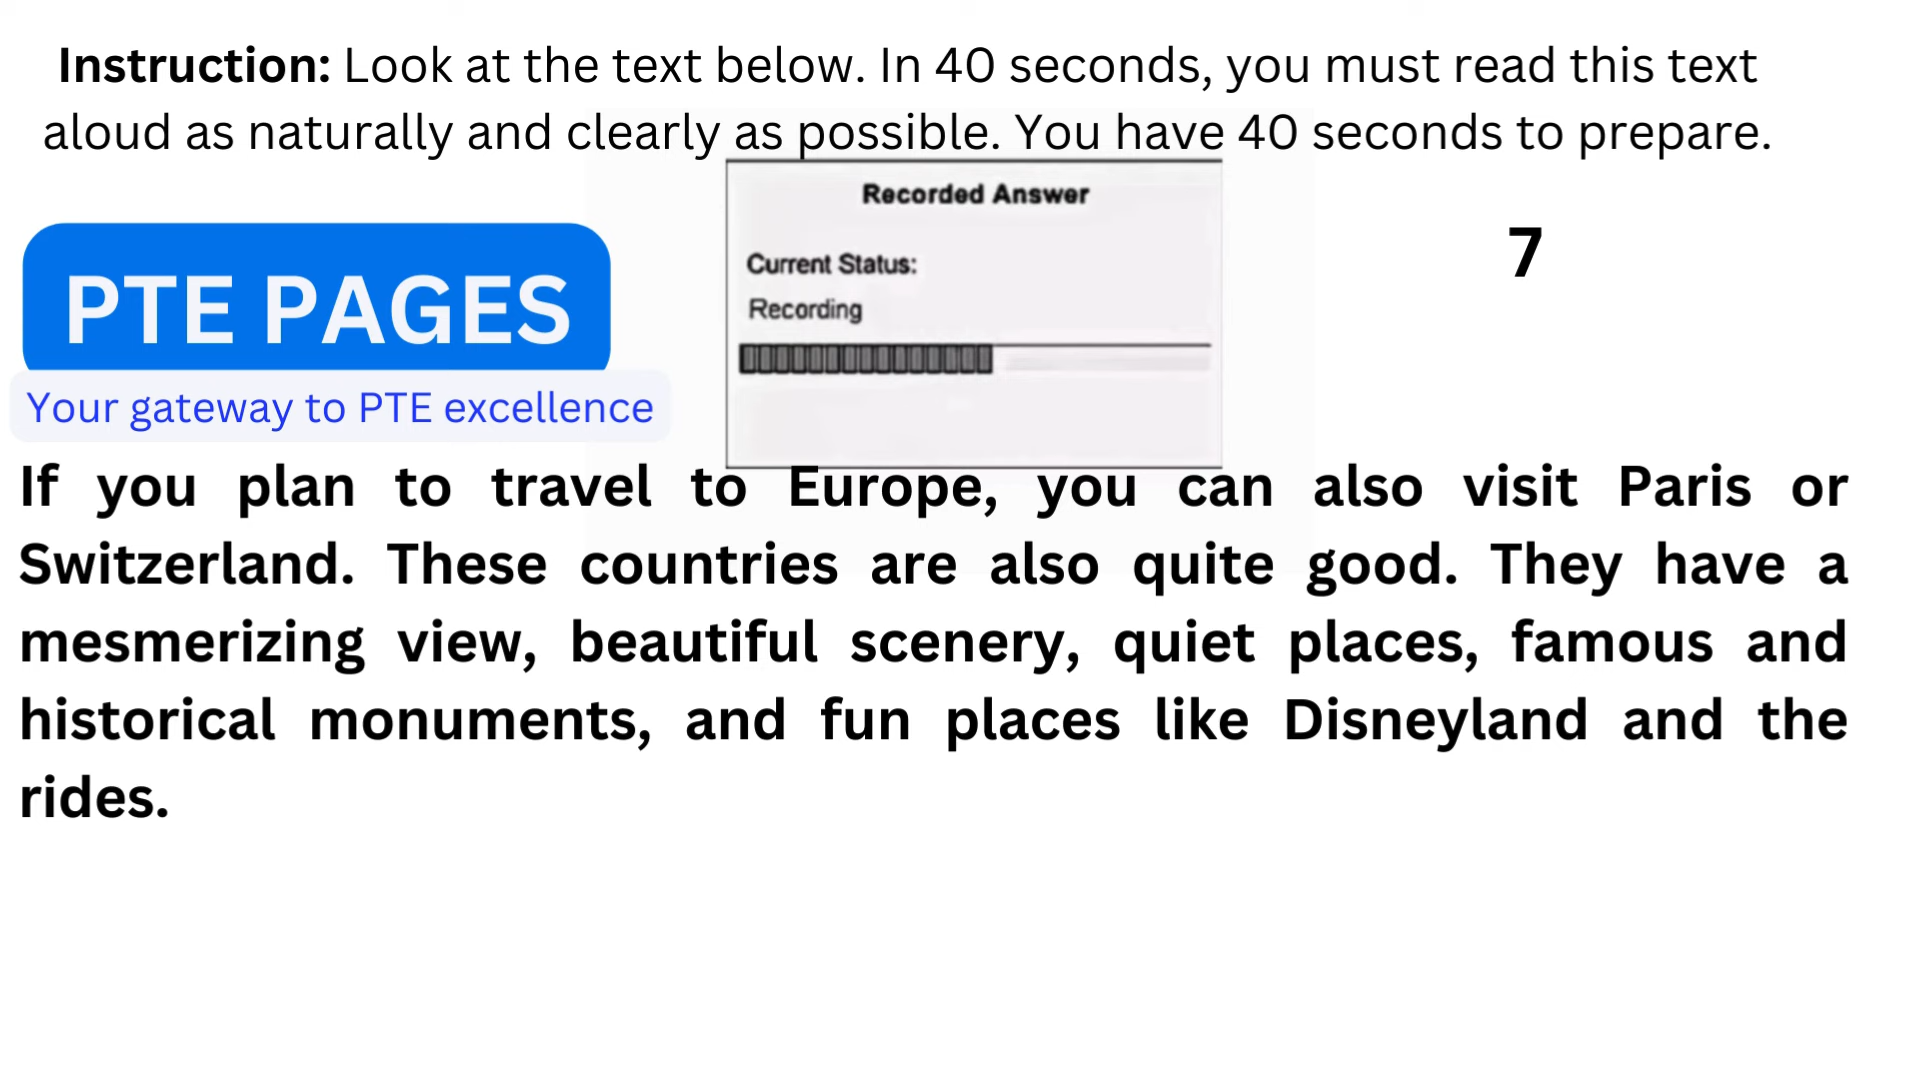 Instruction: Look at the text below. In 40 seconds, you must read this text
aloud as naturally and clearly as possible. You have 40 seconds to prepare.
Recorded Answer
Current Status:
Recording
7
PTE PAGES
Your gateway to PTE excellence
If you plan to travel to Europe, you can also visit Paris or
Switzerland. These countries are also quite good. They have a
mesmerizing view, beautiful scenery, quiet places, famous and
historical monuments, and fun places like Disneyland and the
rides.